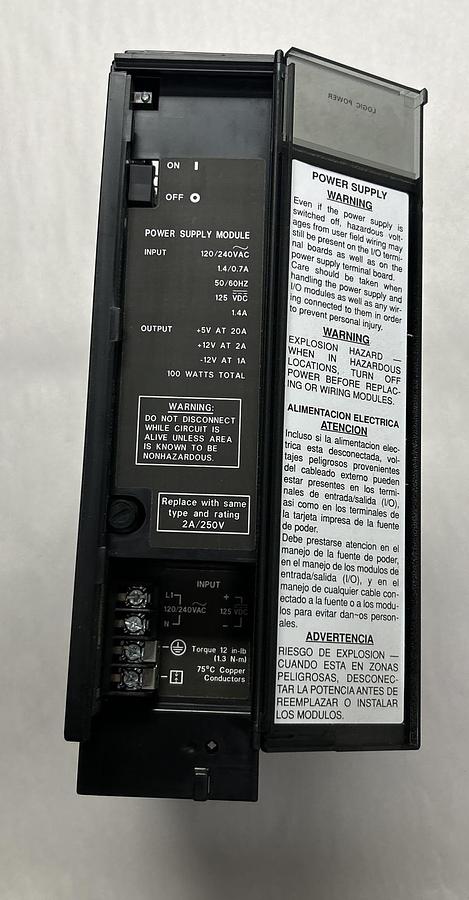 ON I
OFF O
POWER SUPPLY MODULE
INPUT 120/240VAC
1.4/0.7A
50/60HZ
125 VDC
1.4A
OUTPUT +5V AT 20A
+12V AT 2A
-12V AT 1A
100 WATTS TOTAL
WARNING:
DO NOT DISCONNECT
WHILE CIRCUIT IS
ALIVE UNLESS AREA
IS KNOWN TO BE
NONHAZARDOUS.
Replace with same
type and rating
2A/250V
INPUT
L1 +
120/240VAC 125 VDC
N -
Torque 12 in-lb
(1.3 N-m)
75°C Copper
Conductors
LOGIC POWER
POWER SUPPLY
WARNING
Even if the power supply is
switched off, hazardous volt-
ages from user field wiring may
still be present on the I/O termi-
nal boards as well as on the
power supply terminal board.
Care should be taken when
handling the power supply and
I/O modules as well as any wir-
ing connected to them in order
to prevent personal injury.
WARNING
EXPLOSION HAZARD —
WHEN IN HAZARDOUS
LOCATIONS, TURN OFF
POWER BEFORE REPLAC-
ING OR WIRING MODULES.
ALIMENTACION ELECTRICA
ATENCION
Incluso si la alimentacion elec-
trica esta desconectada, vol-
tajes peligrosos provenientes
del cableado externo pueden
estar presentes en los termi-
nales de entrada/salida (I/O),
asi como en los terminales de
la tarjeta impresa de la fuente
de poder.
Debe prestarse atencion en el
manejo de la fuente de poder,
en el manejo de los modulos de
entrada/salida (I/O), y en el
manejo de cualquier cable con-
ectado a la fuente o a los modu-
los para evitar dan~os person-
ales.
ADVERTENCIA
RIESGO DE EXPLOSION —
CUANDO ESTA EN ZONAS
PELIGROSAS, DESCONEC-
TAR LA POTENCIA ANTES DE
REEMPLAZAR O INSTALAR
LOS MODULOS.